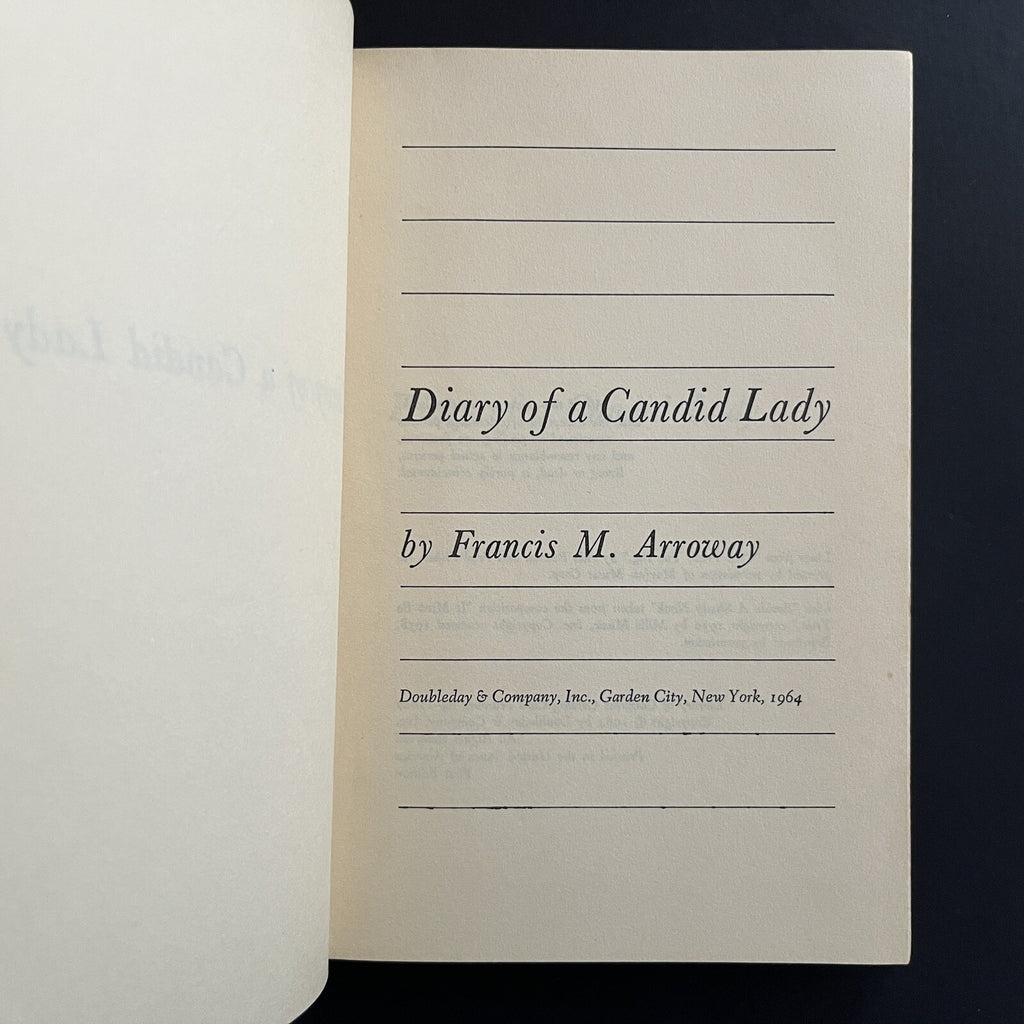 Diary of a Candid Lady
by Francis M. Arroway
Doubleday & Company, Inc., Garden City, New York, 1964